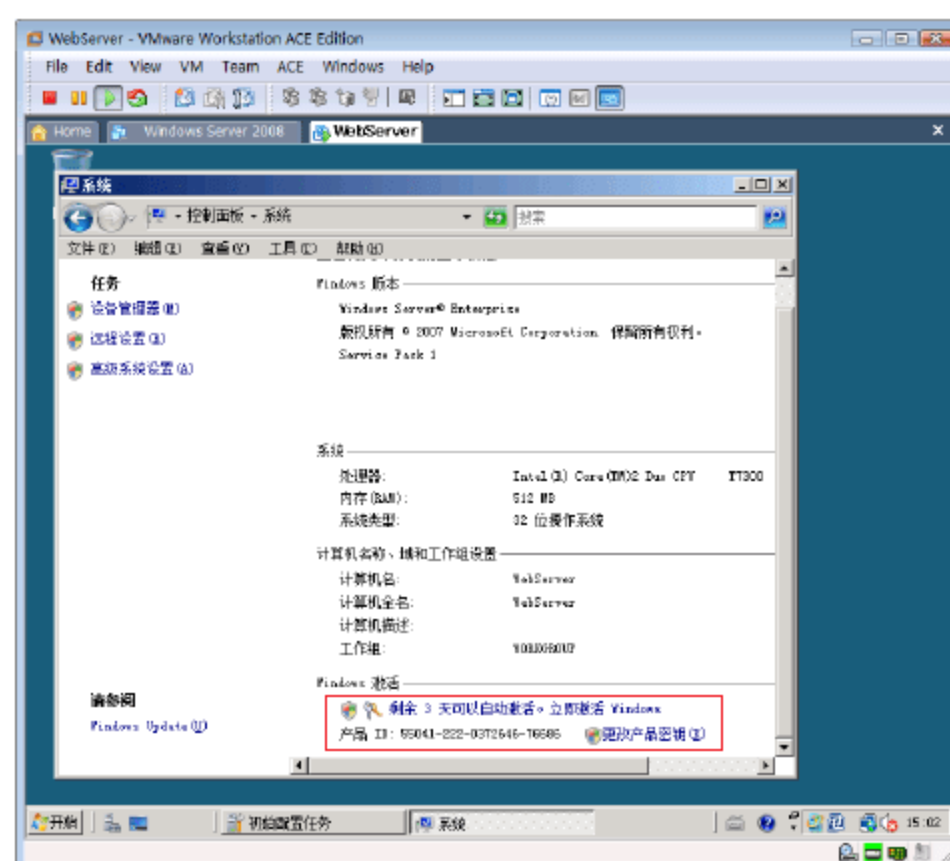 WebServer - VMware Workstation ACE Edition
File Edit View VM Team ACE Windows Help
Home Windows Server 2008 WebServer
系统
控制面板 - 系统 搜索
文件(F) 编辑(E) 查看(V) 工具(T) 帮助(H)
任务
设备管理器(M)
远程设置(R)
高级系统设置(A)
Windows 版本
Windows Server® Enterprise
版权所有 © 2007 Microsoft Corporation. 保留所有权利。
Service Pack 1
系统
处理器: Intel(R) Core(TM)2 Duo CPU T7300
内存(RAM): 512 MB
系统类型: 32 位操作系统
计算机名称、域和工作组设置
计算机名: WebServer
计算机全名: WebServer
计算机描述:
工作组: WORKGROUP
Windows 激活
剩余 3 天可以自动激活。立即激活 Windows
产品 ID: 55041-222-0372646-76686 更改产品密钥(Z)
请参阅
Windows Update(U)
开始 初始配置任务 系统 15:02